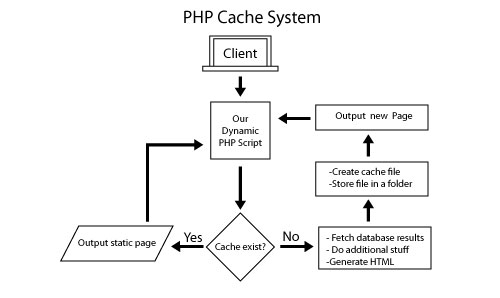 PHP Cache System
Client
Our
Dynamic
PHP Script
Output new Page
-Create cache file
-Store file in a folder
Yes
No
Output static page
Cache exist?
- Fetch database results
- Do additional stuff
-Generate HTML